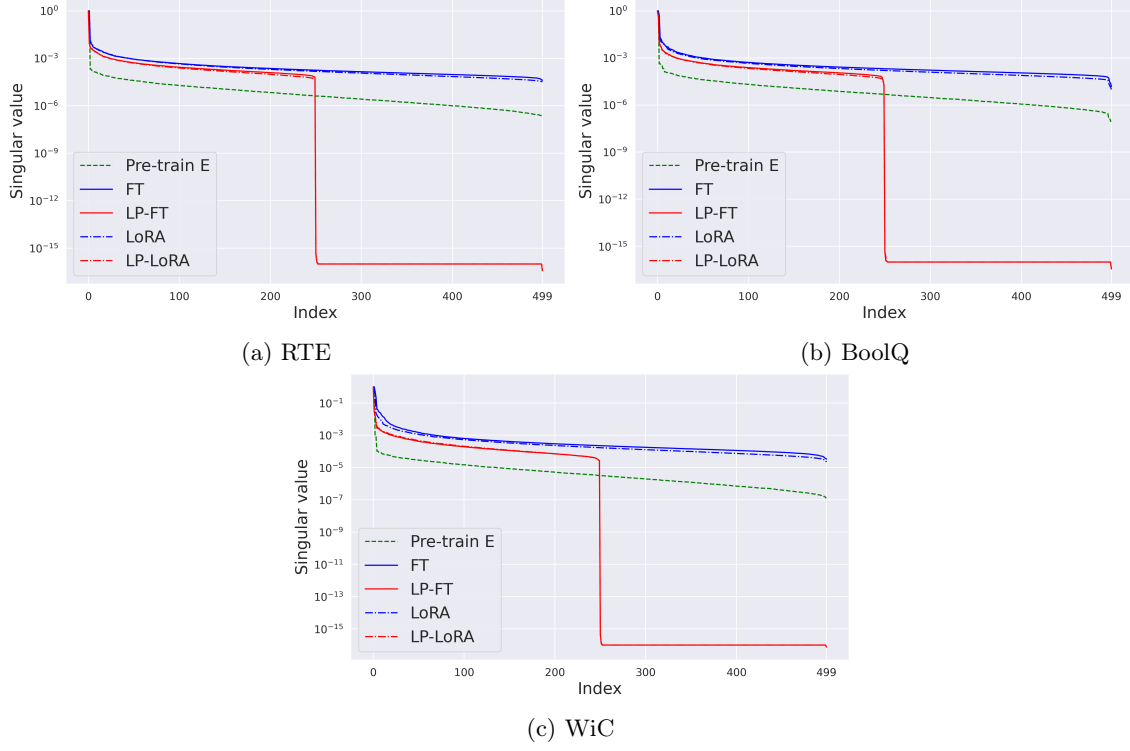 10^0
10^-3
10^-6
10^-9
10^-12
10^-15
Singular value
Pre-train E
FT
LP-FT
LoRA
LP-LoRA
0 100 200 300 400 499
Index
(a) RTE
10^0
10^-3
10^-6
10^-9
10^-12
10^-15
Singular value
Pre-train E
FT
LP-FT
LoRA
LP-LoRA
0 100 200 300 400 499
Index
(b) BoolQ
10^-1
10^-3
10^-5
10^-7
10^-9
10^-11
10^-13
10^-15
Singular value
Pre-train E
FT
LP-FT
LoRA
LP-LoRA
0 100 200 300 400 499
Index
(c) WiC